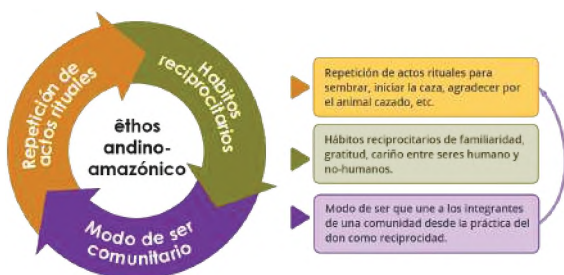 Repetición de
actos rituales
Hábitos
reciprocitarios
êthos
andino-
amazónico
Modo de ser
comunitario
Repetición de actos rituales para
sembrar, iniciar la caza, agradecer por
el animal cazado, etc.
Hábitos reciprocitarios de familiaridad,
gratitud, cariño entre seres humano y
no-humanos.
Modo de ser que une a los integrantes
de una comunidad desde la práctica del
don como reciprocidad.